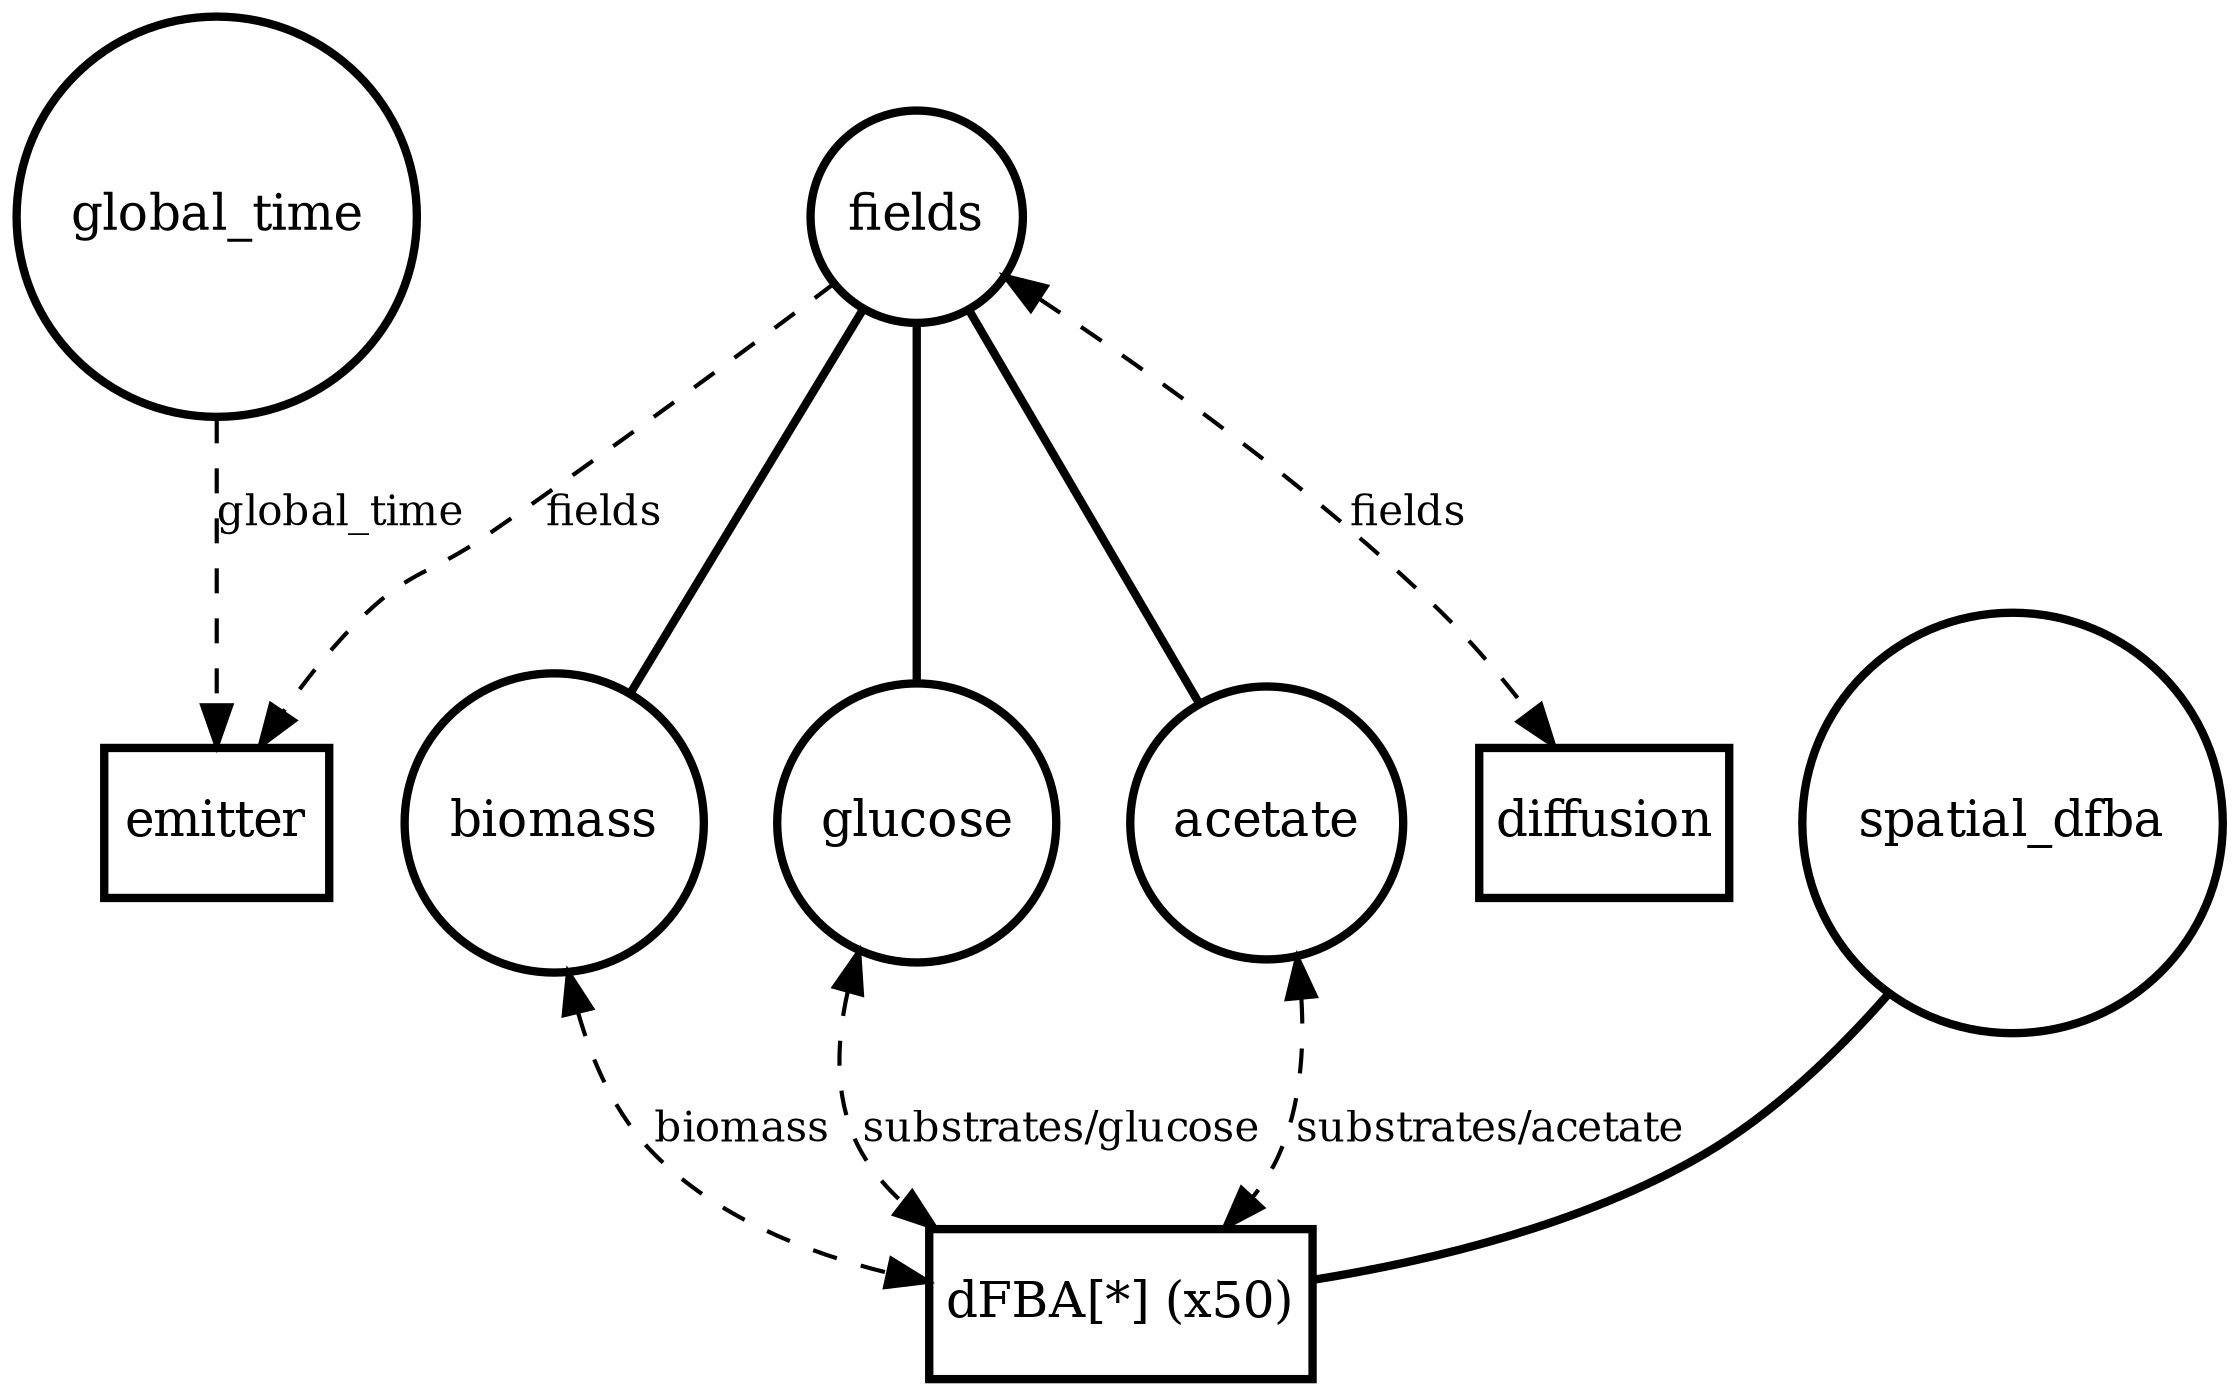 global_time
fields
global_time
fields
fields
emitter
biomass
glucose
acetate
diffusion
spatial_dfba
biomass
substrates/glucose
substrates/acetate
dFBA[*] (x50)